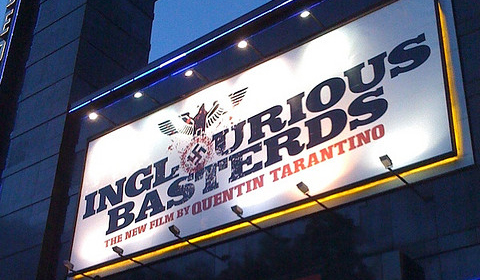 INGLOURIOUS
BASTERDS
THE NEW FILM BY QUENTIN TARANTINO